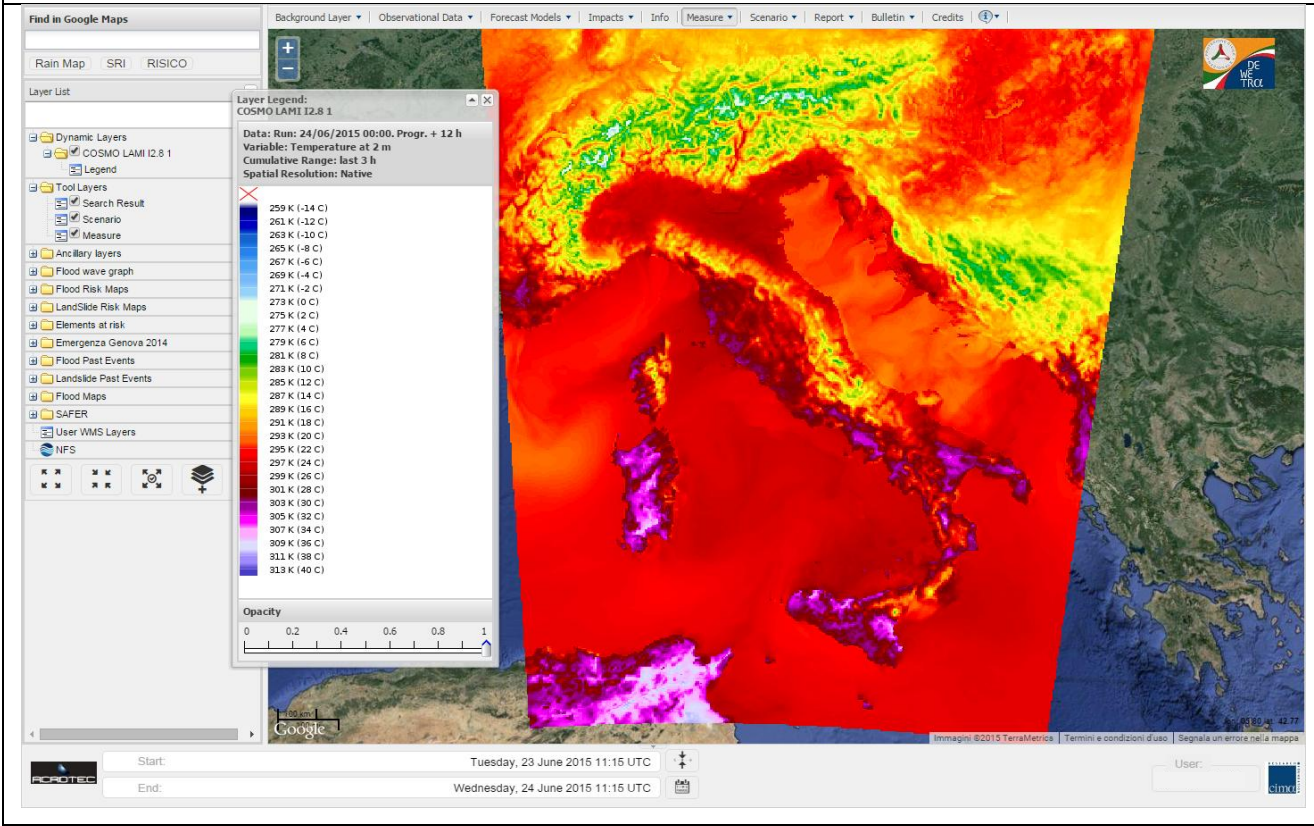 Find in Google Maps
Background Layer ▾ | Observational Data ▾ | Forecast Models ▾ | Impacts ▾ | Info | Measure ▾ | Scenario ▾ | Report ▾ | Bulletin ▾ | Credits
Rain Map SRI RISICO
Layer List
Dynamic Layers
COSMO LAMI I2.8 1
Legend
Tool Layers
Search Result
Scenario
Measure
Ancillary layers
Flood wave graph
Flood Risk Maps
LandSlide Risk Maps
Elements at risk
Emergenza Genova 2014
Flood Past Events
Landslide Past Events
Flood Maps
SAFER
User WMS Layers
NFS
Layer Legend:
COSMO LAMI I2.8 1
Data: Run: 24/06/2015 00:00. Progr. + 12 h
Variable: Temperature at 2 m
Cumulative Range: last 3 h
Spatial Resolution: Native
259 K (-14 C)
261 K (-12 C)
263 K (-10 C)
265 K (-8 C)
267 K (-6 C)
269 K (-4 C)
271 K (-2 C)
273 K (0 C)
275 K (2 C)
277 K (4 C)
279 K (6 C)
281 K (8 C)
283 K (10 C)
285 K (12 C)
287 K (14 C)
289 K (16 C)
291 K (18 C)
293 K (20 C)
295 K (22 C)
297 K (24 C)
299 K (26 C)
301 K (28 C)
303 K (30 C)
305 K (32 C)
307 K (34 C)
309 K (36 C)
311 K (38 C)
313 K (40 C)
Opacity
0 0.2 0.4 0.6 0.8 1
DE
WE
TRα
100 km
Google
42.77
Immagini ©2015 TerraMetrics | Termini e condizioni d'uso | Segnala un errore nella mappa
ACROTEC
Start: Tuesday, 23 June 2015 11:15 UTC
End: Wednesday, 24 June 2015 11:15 UTC
User:
cima